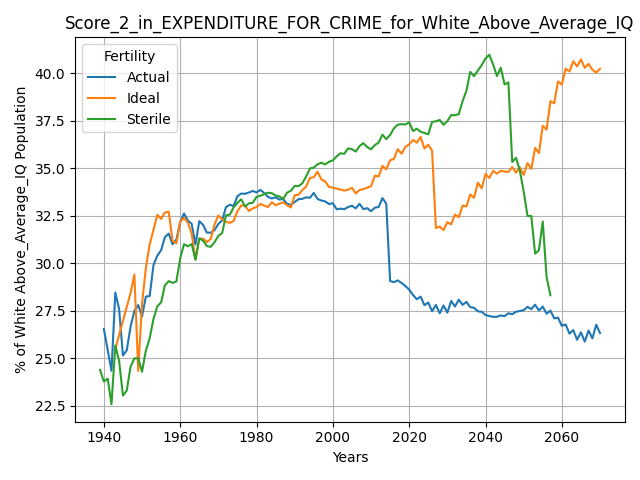 Score_2_in_EXPENDITURE_FOR_CRIME_for_White_Above_Average_IQ
Fertility
Actual
Ideal
Sterile
% of White Above_Average_IQ Population
40.0
37.5
35.0
32.5
30.0
27.5
25.0
22.5
1940 1960 1980 2000 2020 2040 2060
Years